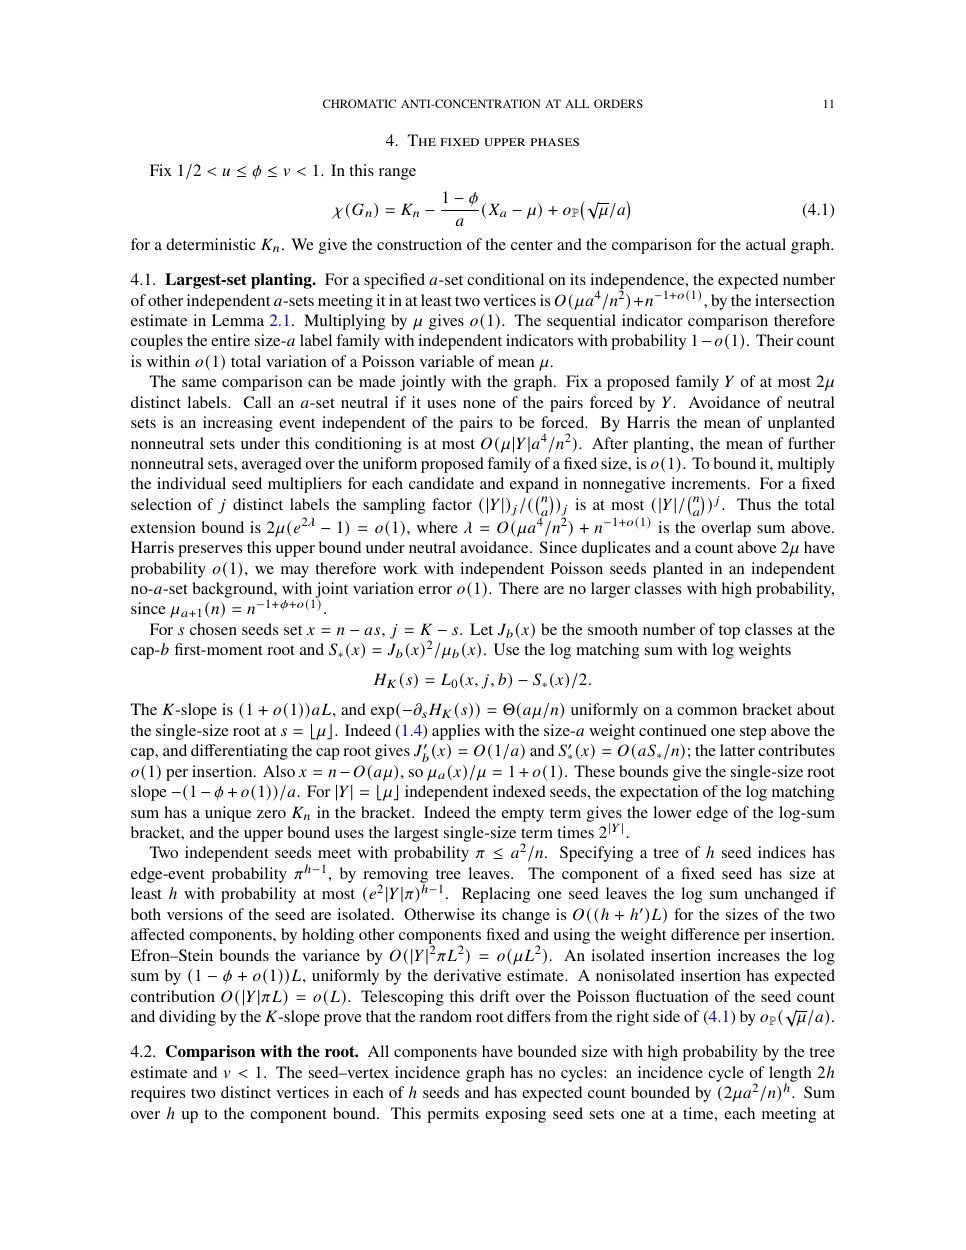 CHROMATIC ANTI-CONCENTRATION AT ALL ORDERS 11
4. The fixed upper phases
Fix 1/2 < u ≤ ϕ ≤ v < 1. In this range
χ(G_n) = K_n − \frac{1 − ϕ}{a}(X_a − μ) + o_ℙ(√μ/a) (4.1)
for a deterministic K_n. We give the construction of the center and the comparison for the actual graph.
4.1. Largest-set planting. For a specified a-set conditional on its independence, the expected number
of other independent a-sets meeting it in at least two vertices is O(μa^4/n^2)+n^{−1+o(1)}, by the intersection
estimate in Lemma 2.1. Multiplying by μ gives o(1). The sequential indicator comparison therefore
couples the entire size-a label family with independent indicators with probability 1−o(1). Their count
is within o(1) total variation of a Poisson variable of mean μ.
The same comparison can be made jointly with the graph. Fix a proposed family Y of at most 2μ
distinct labels. Call an a-set neutral if it uses none of the pairs forced by Y. Avoidance of neutral
sets is an increasing event independent of the pairs to be forced. By Harris the mean of unplanted
nonneutral sets under this conditioning is at most O(μ|Y|a^4/n^2). After planting, the mean of further
nonneutral sets, averaged over the uniform proposed family of a fixed size, is o(1). To bound it, multiply
the individual seed multipliers for each candidate and expand in nonnegative increments. For a fixed
selection of j distinct labels the sampling factor (|Y|)_j/(\binom{n}{a})_j is at most (|Y|/\binom{n}{a})^j. Thus the total
extension bound is 2μ(e^{2λ} − 1) = o(1), where λ = O(μa^4/n^2) + n^{−1+o(1)} is the overlap sum above.
Harris preserves this upper bound under neutral avoidance. Since duplicates and a count above 2μ have
probability o(1), we may therefore work with independent Poisson seeds planted in an independent
no-a-set background, with joint variation error o(1). There are no larger classes with high probability,
since μ_{a+1}(n) = n^{−1+ϕ+o(1)}.
For s chosen seeds set x = n − as, j = K − s. Let J_b(x) be the smooth number of top classes at the
cap-b first-moment root and S_*(x) = J_b(x)^2/μ_b(x). Use the log matching sum with log weights
H_K(s) = L_0(x, j, b) − S_*(x)/2.
The K-slope is (1 + o(1))aL, and exp(−∂_sH_K(s)) = Θ(aμ/n) uniformly on a common bracket about
the single-size root at s = ⌊μ⌋. Indeed (1.4) applies with the size-a weight continued one step above the
cap, and differentiating the cap root gives J′_b(x) = O(1/a) and S′_*(x) = O(aS_*/n); the latter contributes
o(1) per insertion. Also x = n−O(aμ), so μ_a(x)/μ = 1+o(1). These bounds give the single-size root
slope −(1 − ϕ + o(1))/a. For |Y| = ⌊μ⌋ independent indexed seeds, the expectation of the log matching
sum has a unique zero K_n in the bracket. Indeed the empty term gives the lower edge of the log-sum
bracket, and the upper bound uses the largest single-size term times 2^{|Y|}.
Two independent seeds meet with probability π ≤ a^2/n. Specifying a tree of h seed indices has
edge-event probability π^{h−1}, by removing tree leaves. The component of a fixed seed has size at
least h with probability at most (e^2|Y|π)^{h−1}. Replacing one seed leaves the log sum unchanged if
both versions of the seed are isolated. Otherwise its change is O((h + h′)L) for the sizes of the two
affected components, by holding other components fixed and using the weight difference per insertion.
Efron–Stein bounds the variance by O(|Y|^2πL^2) = o(μL^2). An isolated insertion increases the log
sum by (1 − ϕ + o(1))L, uniformly by the derivative estimate. A nonisolated insertion has expected
contribution O(|Y|πL) = o(L). Telescoping this drift over the Poisson fluctuation of the seed count
and dividing by the K-slope prove that the random root differs from the right side of (4.1) by o_ℙ(√μ/a).
4.2. Comparison with the root. All components have bounded size with high probability by the tree
estimate and v < 1. The seed–vertex incidence graph has no cycles: an incidence cycle of length 2h
requires two distinct vertices in each of h seeds and has expected count bounded by (2μa^2/n)^h. Sum
over h up to the component bound. This permits exposing seed sets one at a time, each meeting at